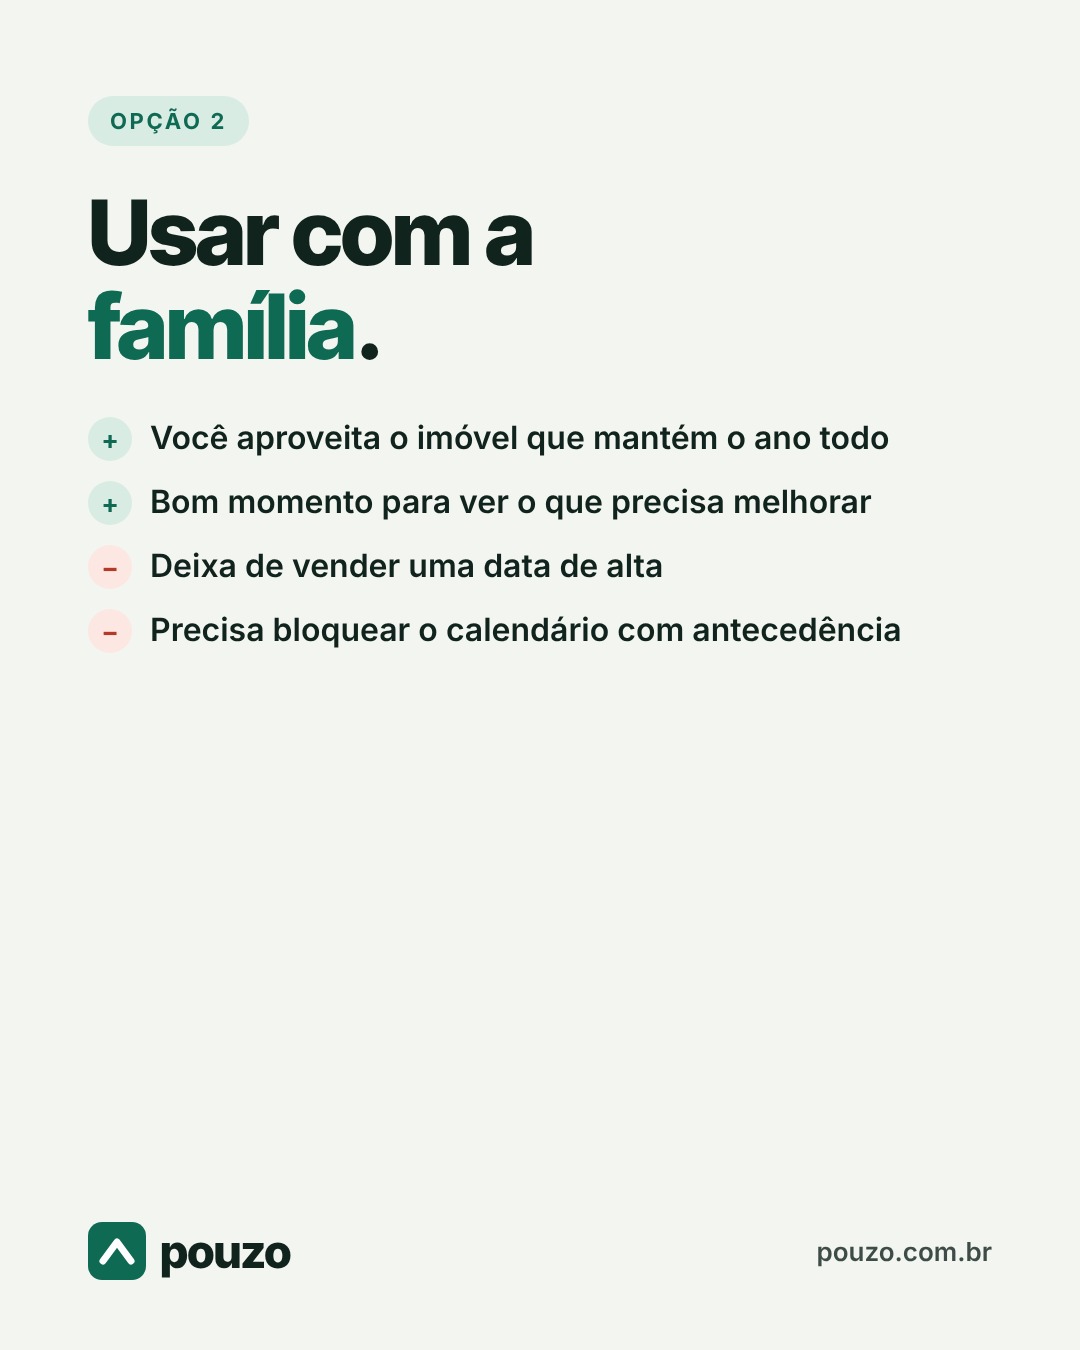 OPÇÃO 2
Usar com a
família.
+ Você aproveita o imóvel que mantém o ano todo
+ Bom momento para ver o que precisa melhorar
– Deixa de vender uma data de alta
– Precisa bloquear o calendário com antecedência
pouzo
pouzo.com.br